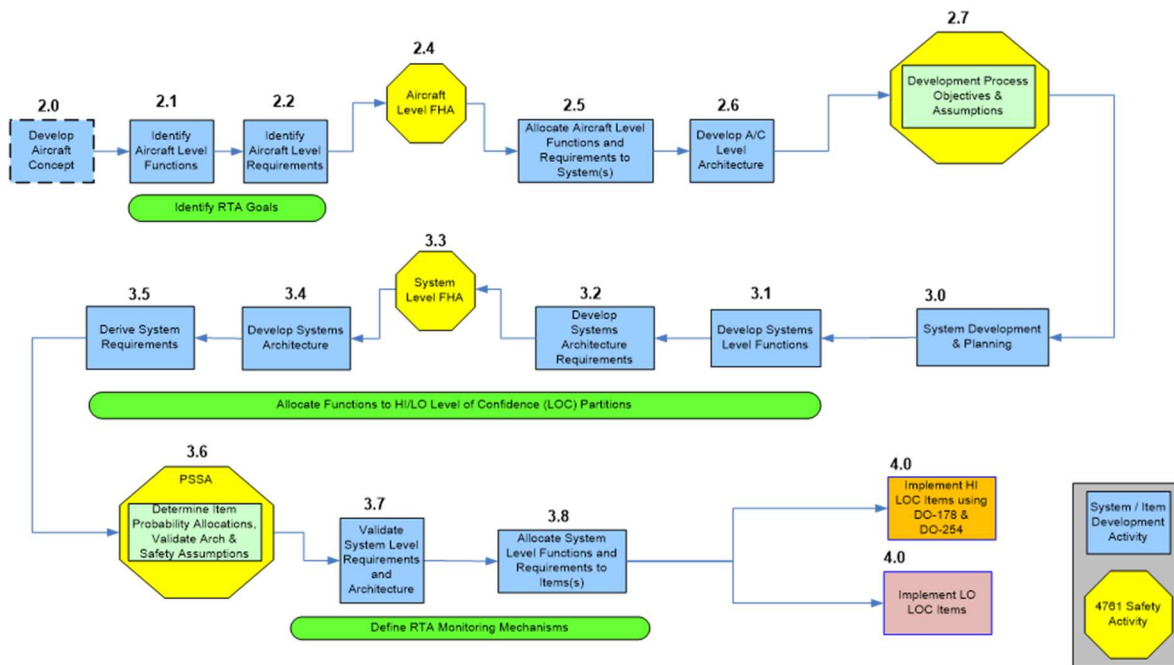 2.0
Develop
Aircraft
Concept
2.1
Identify
Aircraft Level
Functions
2.2
Identify
Aircraft Level
Requirements
Identify RTA Goals
2.4
Aircraft
Level FHA
2.5
Allocate Aircraft Level
Functions and
Requirements to
System(s)
2.6
Develop A/C
Level
Architecture
2.7
Development Process
Objectives &
Assumptions
3.0
System Development
& Planning
3.1
Develop Systems
Level Functions
3.2
Develop
Systems
Architecture
Requirements
3.3
System
Level FHA
3.4
Develop Systems
Architecture
3.5
Derive System
Requirements
Allocate Functions to HI/LO Level of Confidence (LOC) Partitions
3.6
PSSA
Determine Item
Probability Allocations,
Validate Arch &
Safety Assumptions
3.7
Validate
System Level
Requirements
and
Architecture
3.8
Allocate System
Level Functions and
Requirements to
Items(s)
Define RTA Monitoring Mechanisms
4.0
Implement HI
LOC Items using
DO-178 &
DO-254
4.0
Implement LO
LOC Items
System / Item
Development
Activity
4761 Safety
Activity